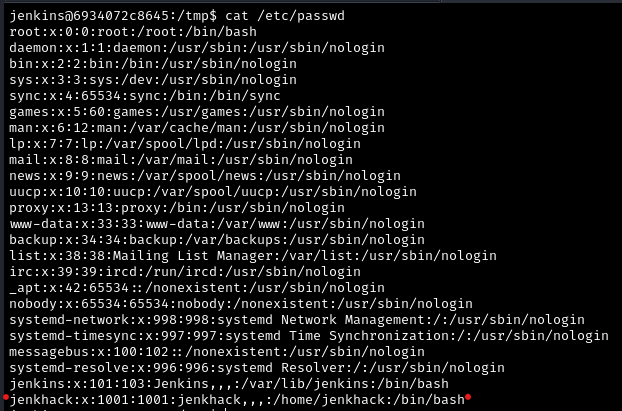 jenkins@6934072c8645:/tmp$ cat /etc/passwd
root:x:0:0:root:/root:/bin/bash
daemon:x:1:1:daemon:/usr/sbin:/usr/sbin/nologin
bin:x:2:2:bin:/bin:/usr/sbin/nologin
sys:x:3:3:sys:/dev:/usr/sbin/nologin
sync:x:4:65534:sync:/bin:/bin/sync
games:x:5:60:games:/usr/games:/usr/sbin/nologin
man:x:6:12:man:/var/cache/man:/usr/sbin/nologin
lp:x:7:7:lp:/var/spool/lpd:/usr/sbin/nologin
mail:x:8:8:mail:/var/mail:/usr/sbin/nologin
news:x:9:9:news:/var/spool/news:/usr/sbin/nologin
uucp:x:10:10:uucp:/var/spool/uucp:/usr/sbin/nologin
proxy:x:13:13:proxy:/bin:/usr/sbin/nologin
www-data:x:33:33:www-data:/var/www:/usr/sbin/nologin
backup:x:34:34:backup:/var/backups:/usr/sbin/nologin
list:x:38:38:Mailing List Manager:/var/list:/usr/sbin/nologin
irc:x:39:39:ircd:/run/ircd:/usr/sbin/nologin
_apt:x:42:65534::/nonexistent:/usr/sbin/nologin
nobody:x:65534:65534:nobody:/nonexistent:/usr/sbin/nologin
systemd-network:x:998:998:systemd Network Management:/:/usr/sbin/nologin
systemd-timesync:x:997:997:systemd Time Synchronization:/:/usr/sbin/nologin
messagebus:x:100:102::/nonexistent:/usr/sbin/nologin
systemd-resolve:x:996:996:systemd Resolver:/:/usr/sbin/nologin
jenkins:x:101:103:Jenkins,,,:/var/lib/jenkins:/bin/bash
jenkhack:x:1001:1001:jenkhack,,,:/home/jenkhack:/bin/bash